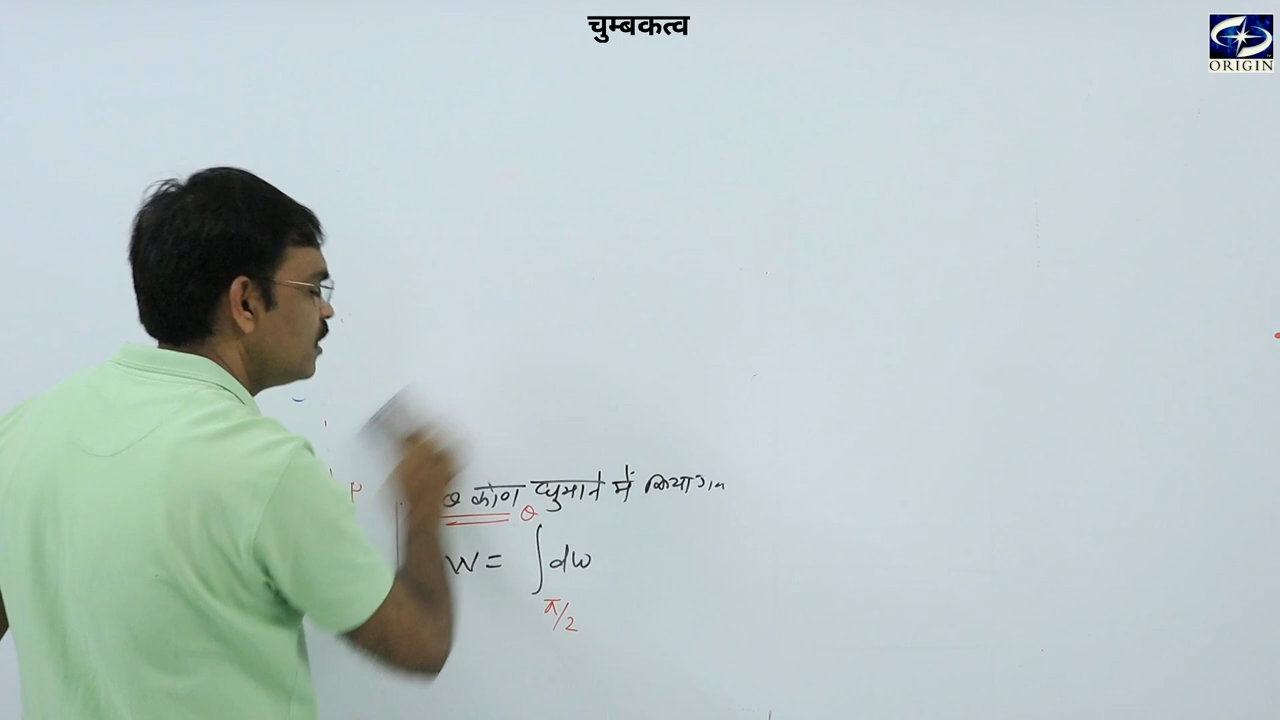 चुम्बकत्व
ORIGIN
P
θ कोण घुमाने में किया
θ
W = ∫dw
π/2